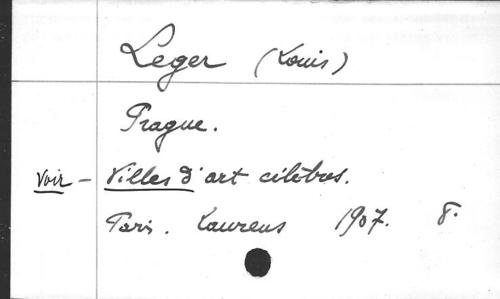 Leger (Louis)
Prague.
voir - Villes d'art célèbres.
Paris. Laurens 1907. 8°.